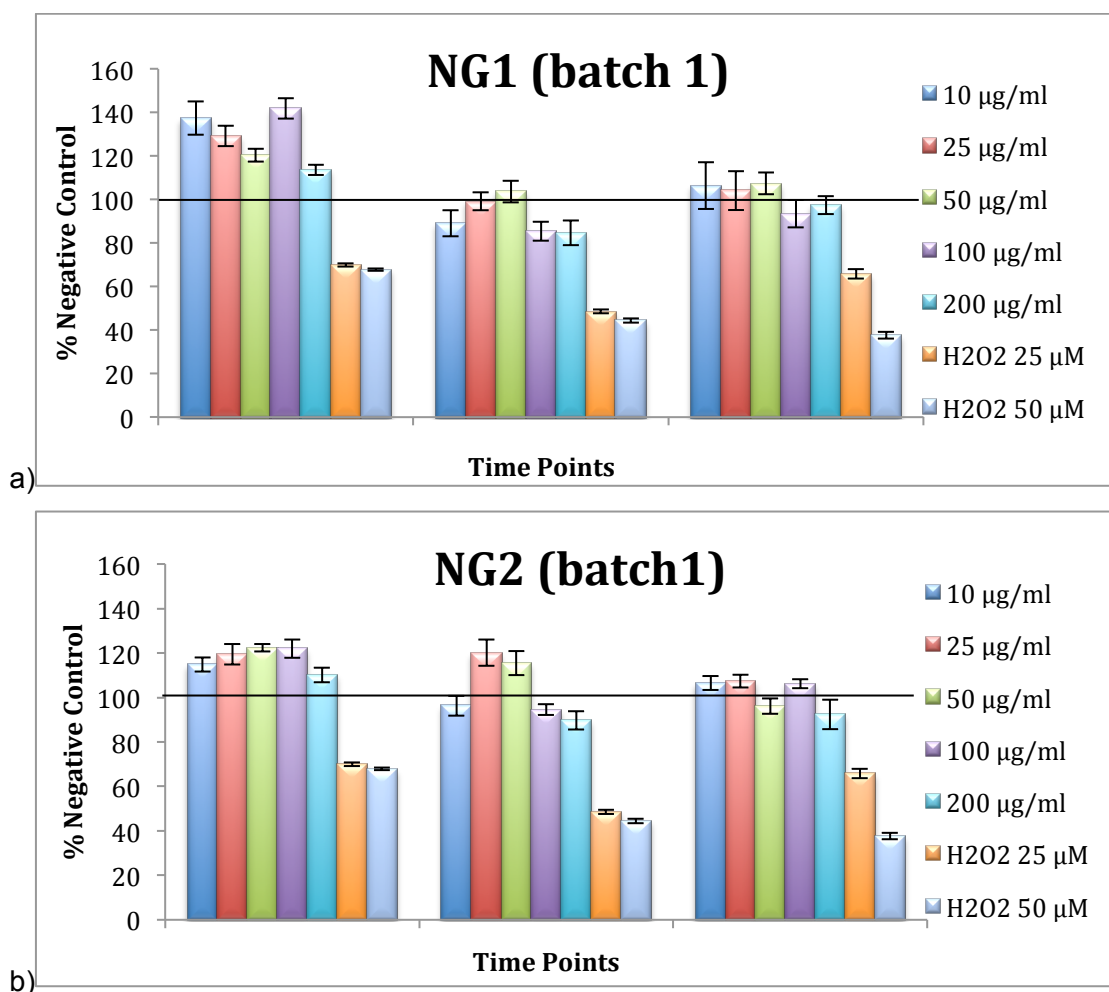 NG1 (batch 1)
% Negative Control
160
140
120
100
80
60
40
20
0
Time Points
10 µg/ml
25 µg/ml
50 µg/ml
100 µg/ml
200 µg/ml
H2O2 25 µM
H2O2 50 µM
a)
NG2 (batch1)
% Negative Control
160
140
120
100
80
60
40
20
0
Time Points
10 µg/ml
25 µg/ml
50 µg/ml
100 µg/ml
200 µg/ml
H2O2 25 µM
H2O2 50 µM
b)